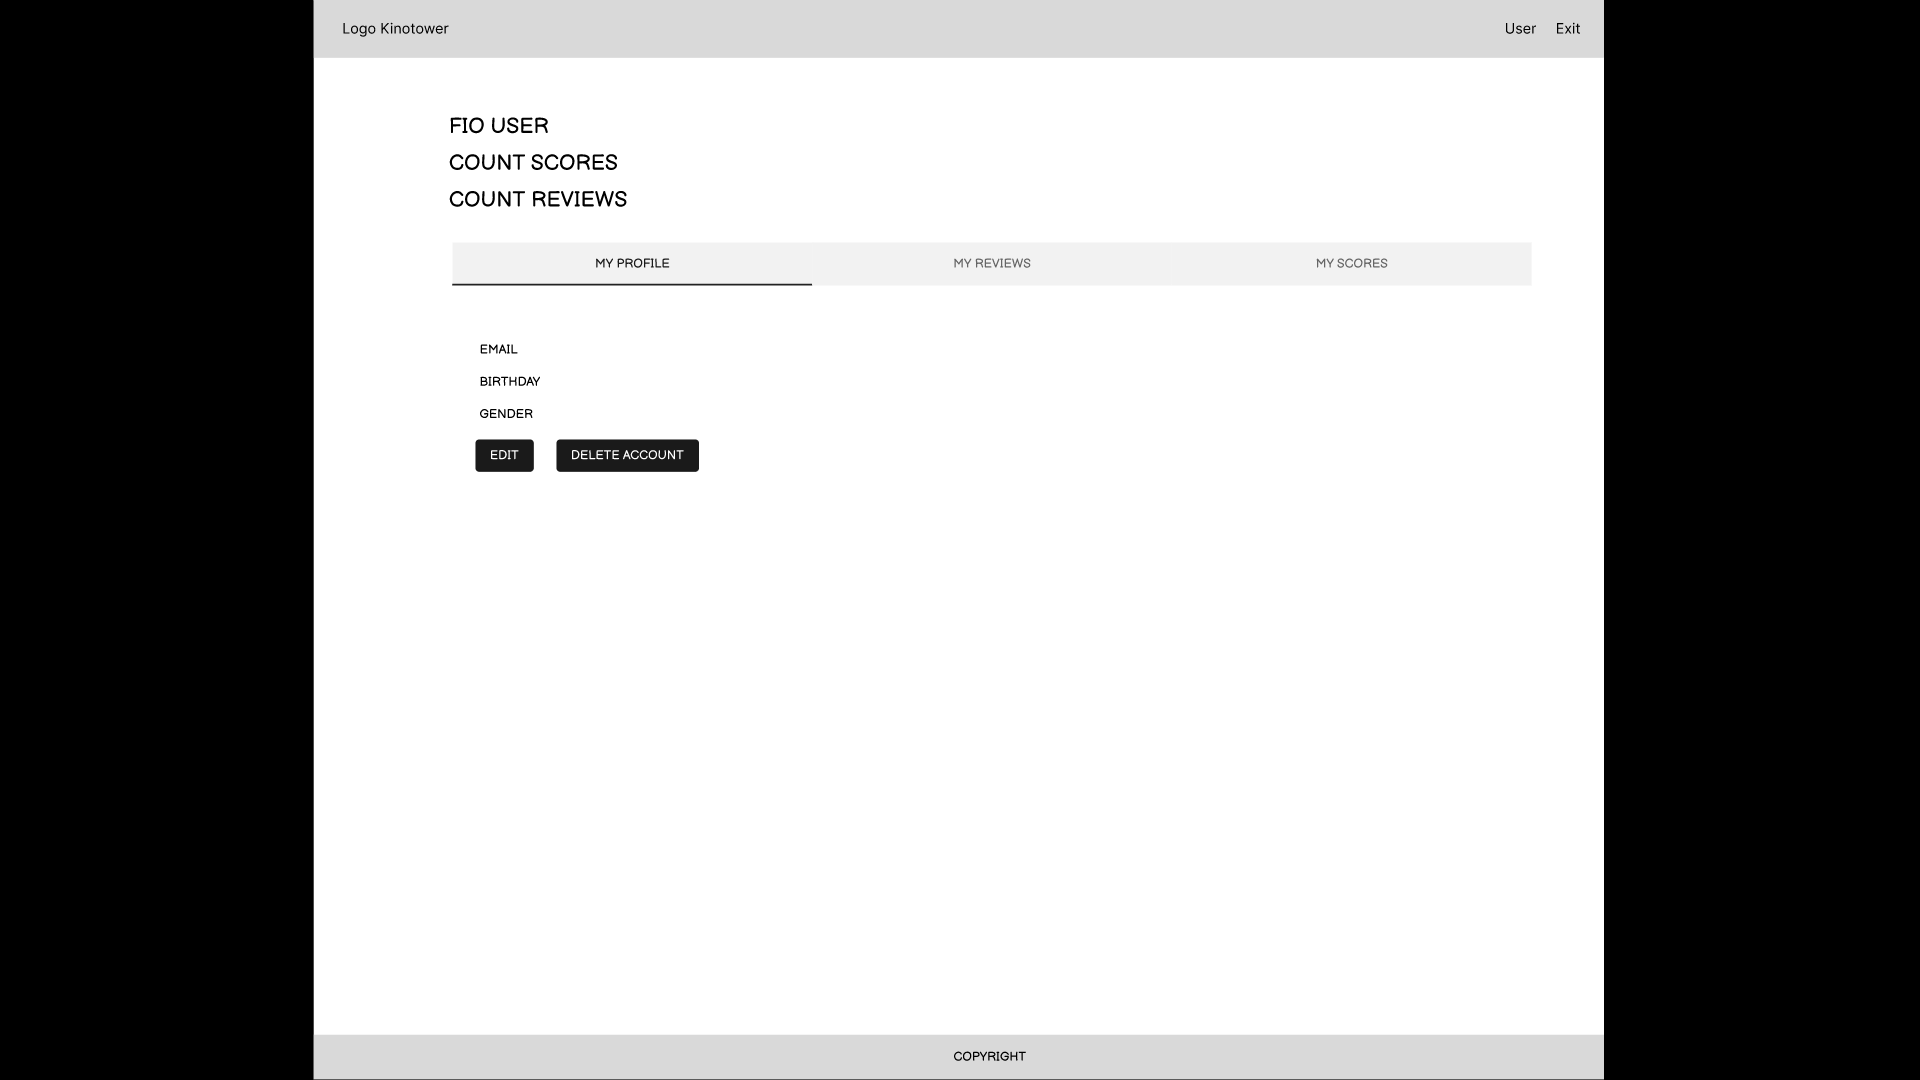 Logo Kinotower User Exit
FIO USER
COUNT SCORES
COUNT REVIEWS
MY PROFILE MY REVIEWS MY SCORES
EMAIL
BIRTHDAY
GENDER
EDIT DELETE ACCOUNT
COPYRIGHT